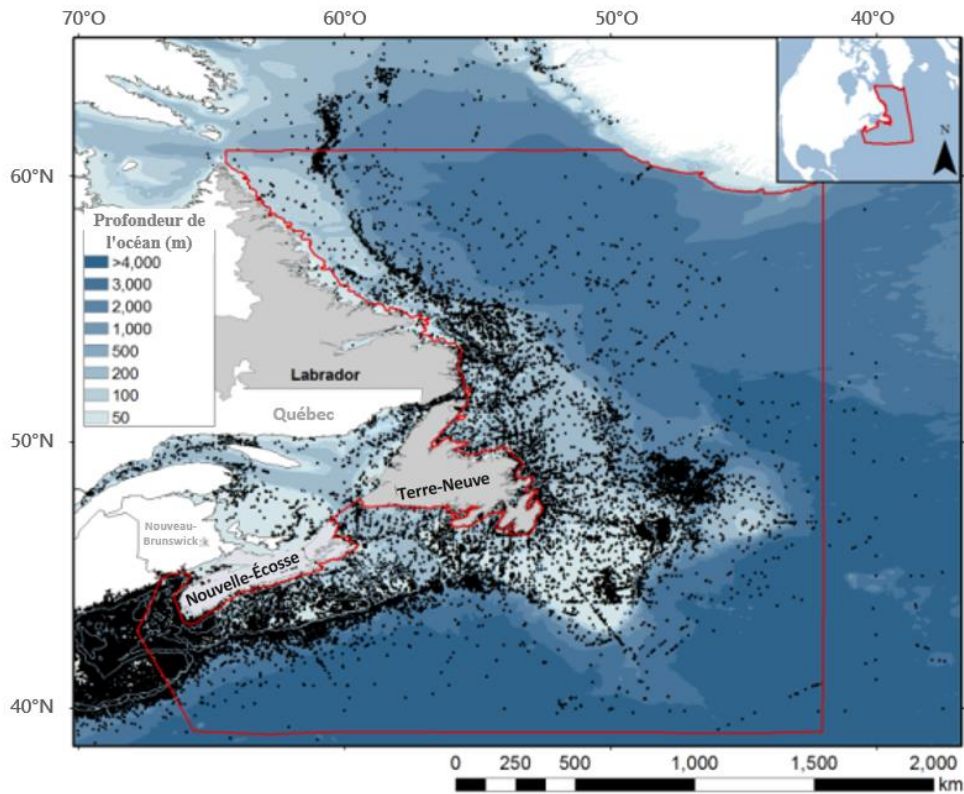 70°O
60°O
50°O
40°O
N
60°N
Profondeur de
l'océan (m)
>4,000
3,000
2,000
1,000
500
200
100
50
Labrador
Québec
50°N
Terre-Neuve
Nouveau-
Brunswick
Nouvelle-Écosse
40°N
0 250 500 1,000 1,500 2,000
km